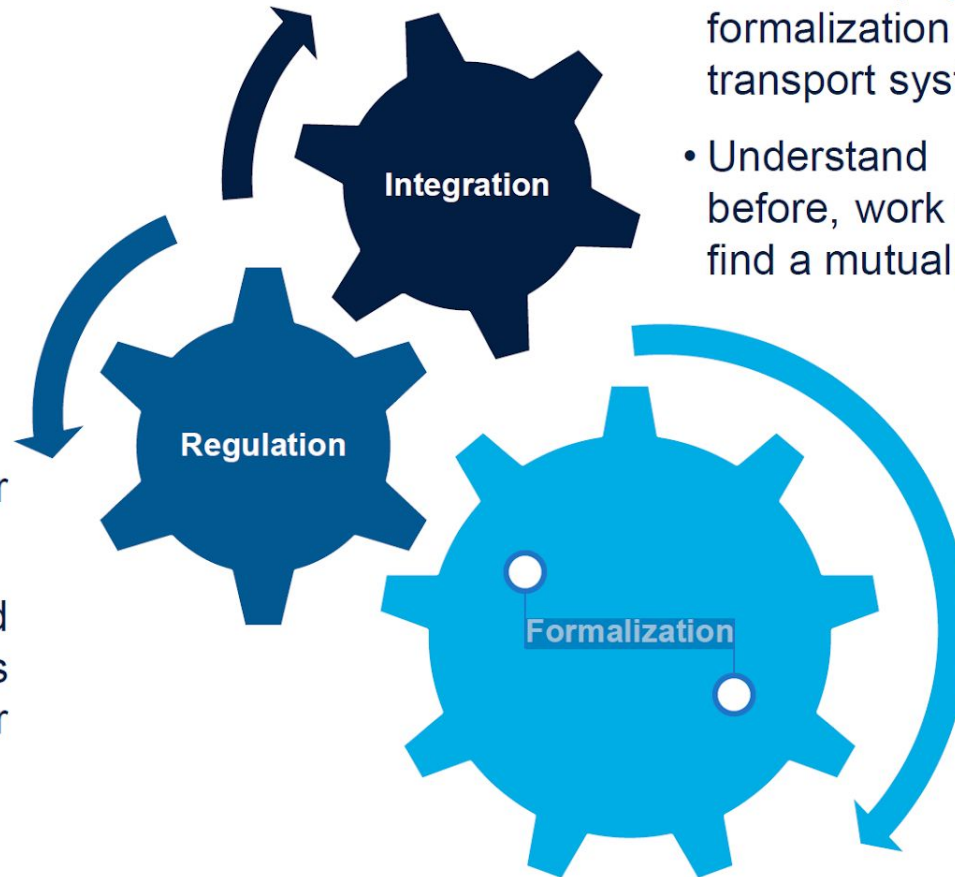 formalization
transport syst
• Understand
before, work
find a mutual
Integration
Regulation
r
d
s
r
Formalization